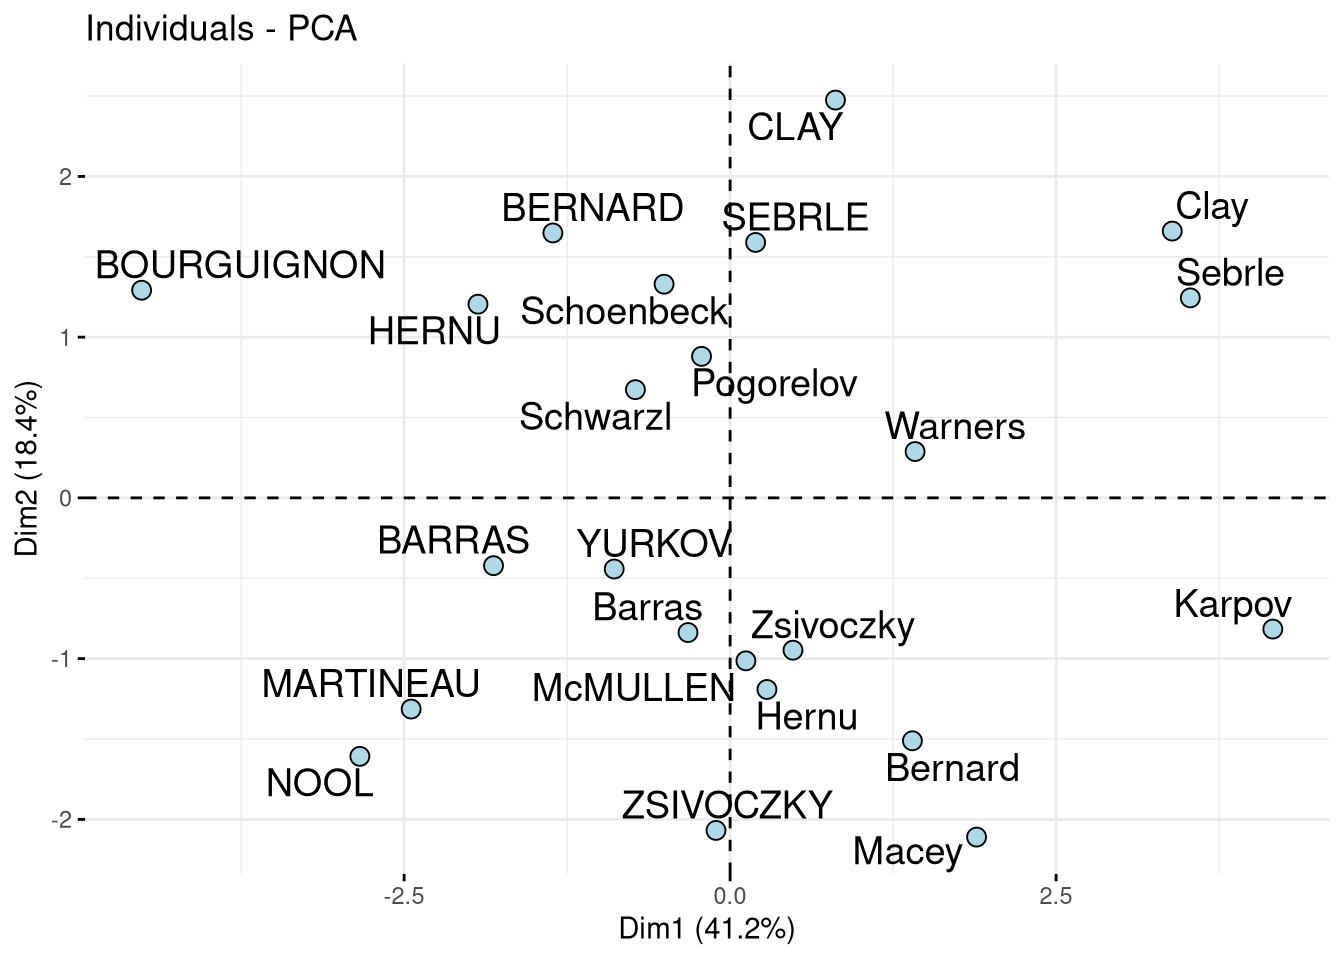 Individuals - PCA
CLAY
BERNARD
SEBRLE
Clay
BOURGUIGNON
Sebrle
HERNU
Schoenbeck
Pogorelov
Schwarzl
Warners
BARRAS
YURKOV
Barras
Zsivoczky
Karpov
MARTINEAU
McMULLEN
Hernu
Bernard
NOOL
ZSIVOCZKY
Macey
2
1
0
-1
-2
Dim2 (18.4%)
-2.5 0.0 2.5
Dim1 (41.2%)